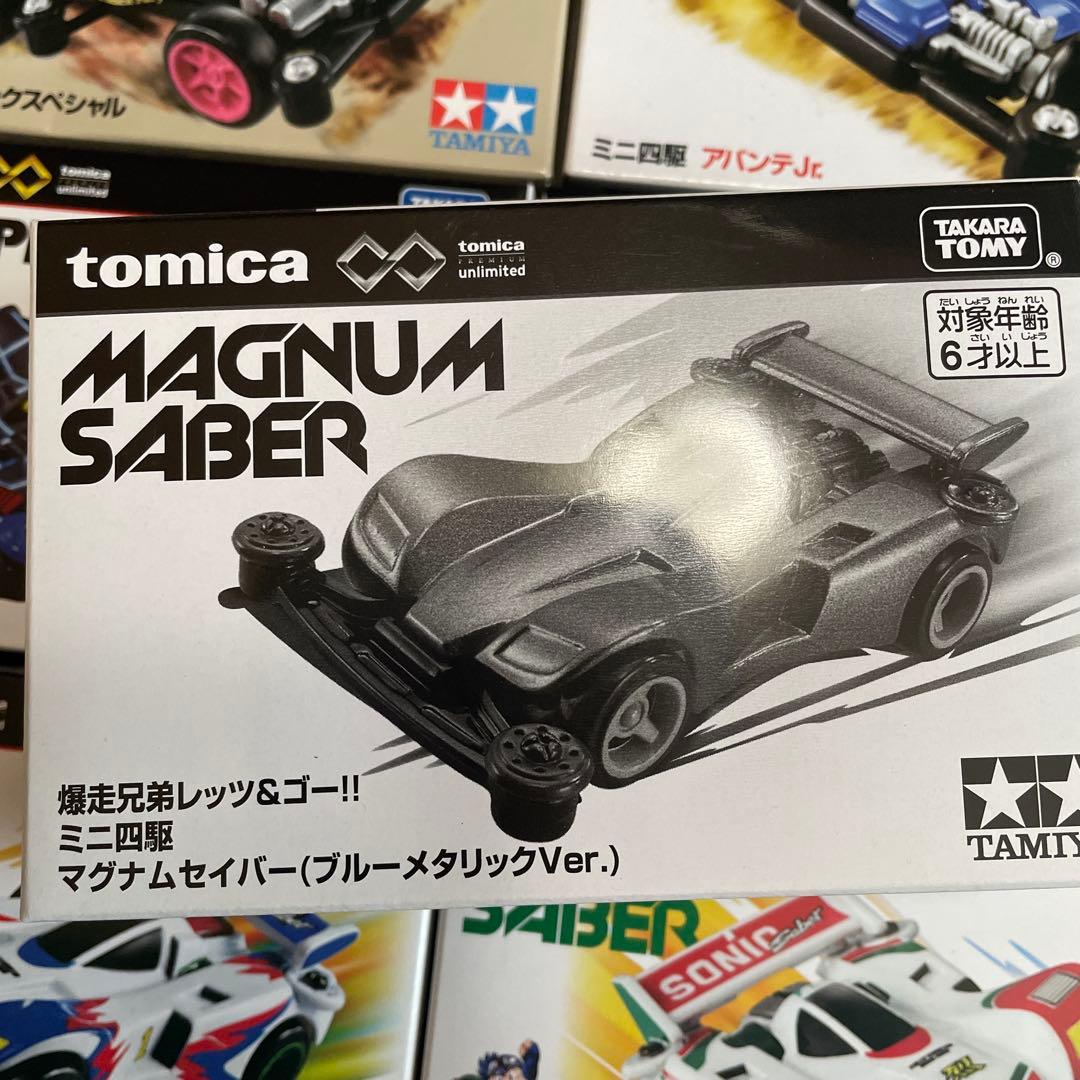 クスペシャル
TAMIYA
ミニ四駆 アバンテJr.
tomica
unlimited
tomica
tomica
PREMIUM
unlimited
TAKARA
TOMY
®
たいしょうねんれい
対象年齢
さいいじょう
6才以上
MAGNUM
SABER
爆走兄弟レッツ&ゴー!!
ミニ四駆
マグナムセイバー(ブルーメタリックVer.)
TAMIY
SABER
SONIC
Saber